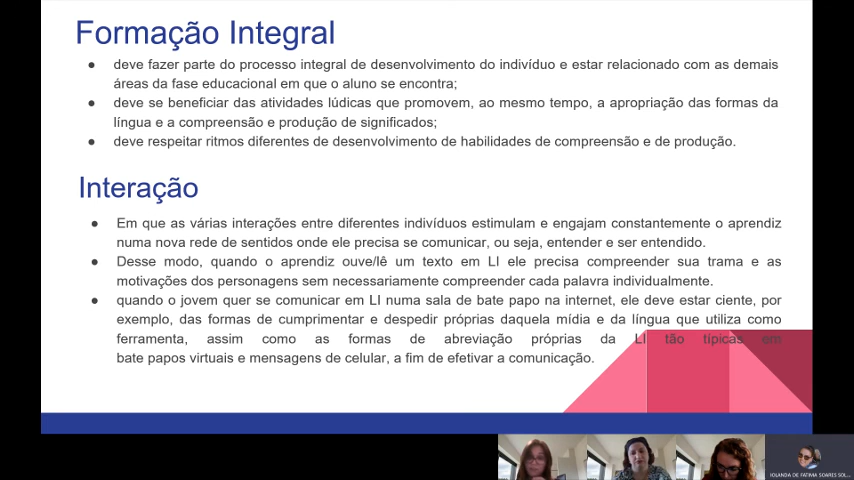 Formação Integral
● deve fazer parte do processo integral de desenvolvimento do indivíduo e estar relacionado com as demais
áreas da fase educacional em que o aluno se encontra;
● deve se beneficiar das atividades lúdicas que promovem, ao mesmo tempo, a apropriação das formas da
língua e a compreensão e produção de significados;
● deve respeitar ritmos diferentes de desenvolvimento de habilidades de compreensão e de produção.
Interação
● Em que as várias interações entre diferentes indivíduos estimulam e engajam constantemente o aprendiz
numa nova rede de sentidos onde ele precisa se comunicar, ou seja, entender e ser entendido.
● Desse modo, quando o aprendiz ouve/lê um texto em LI ele precisa compreender sua trama e as
motivações dos personagens sem necessariamente compreender cada palavra individualmente.
● quando o jovem quer se comunicar em LI numa sala de bate papo na internet, ele deve estar ciente, por
exemplo, das formas de cumprimentar e despedir próprias daquela mídia e da língua que utiliza como
ferramenta, assim como as formas de abreviação próprias da LI tão típicas em
bate papos virtuais e mensagens de celular, a fim de efetivar a comunicação.
IOLANDA DE FATIMA SOARES SOL...